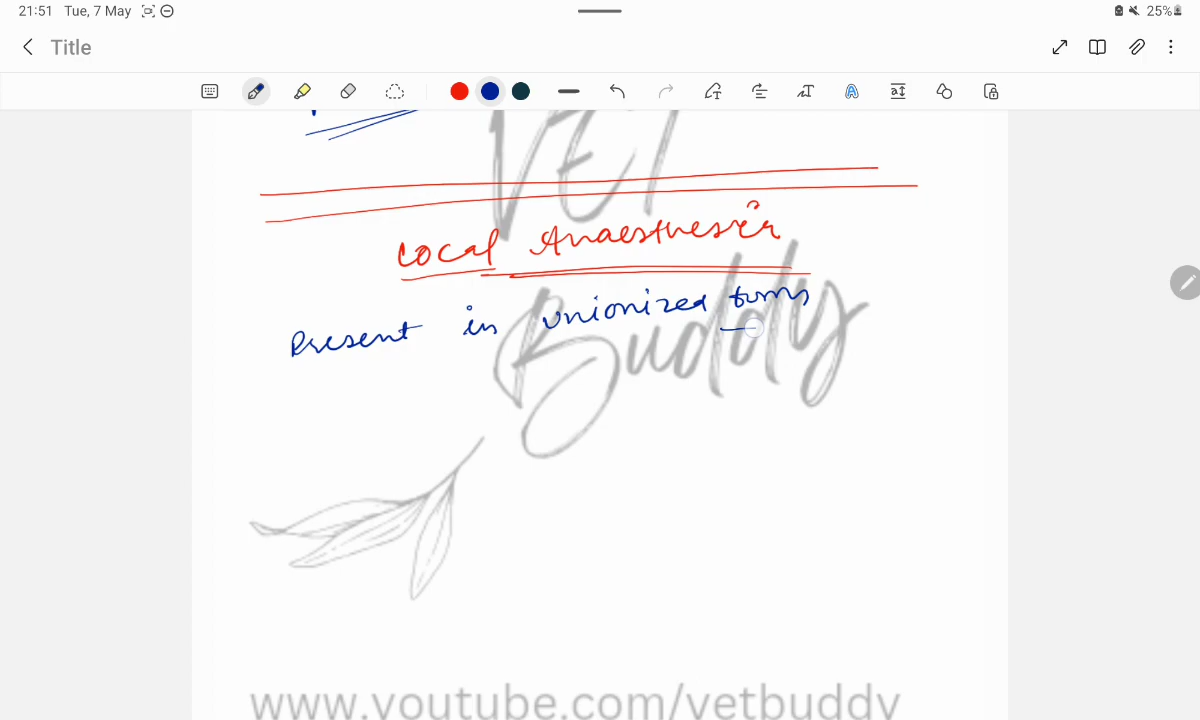 21:51 Tue, 7 May 25%
Title
VET
Local Anaesthesia
Present in unionized form
Buddy
www.youtube.com/vetbuddy